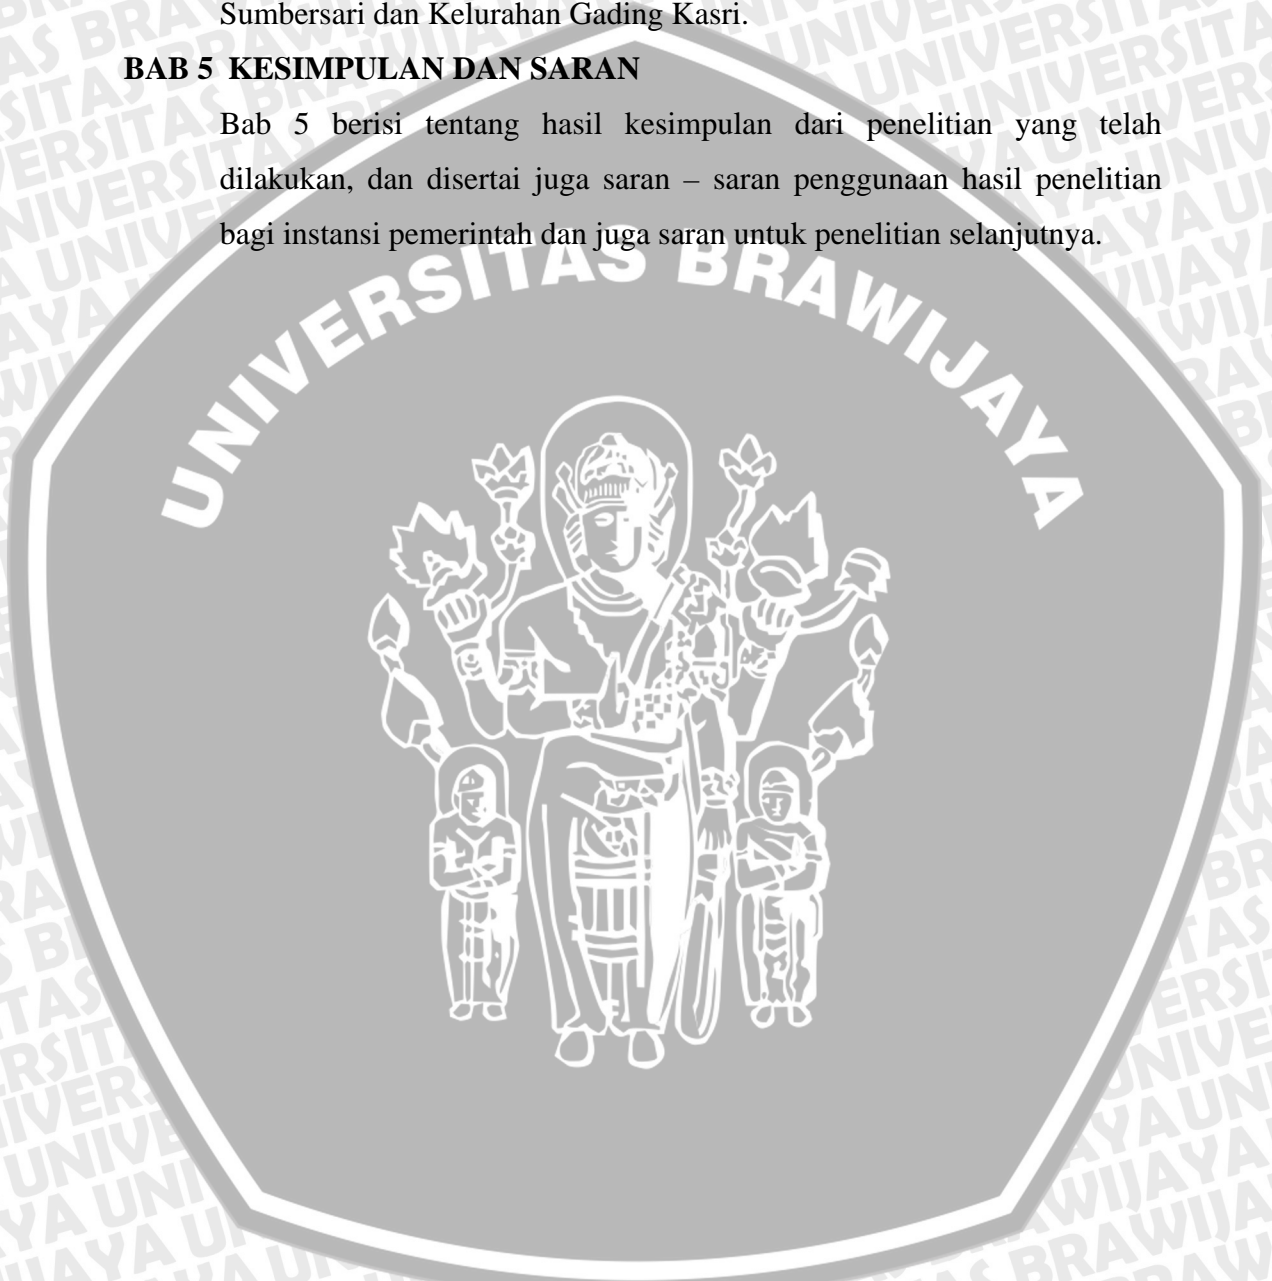 Sumbersari dan Kelurahan Gading Kasri.
BAB 5 KESIMPULAN DAN SARAN
Bab 5 berisi tentang hasil kesimpulan dari penelitian yang telah
dilakukan, dan disertai juga saran – saran penggunaan hasil penelitian
bagi instansi pemerintah dan juga saran untuk penelitian selanjutnya.
UNIVERSITAS BRAWIJAYA